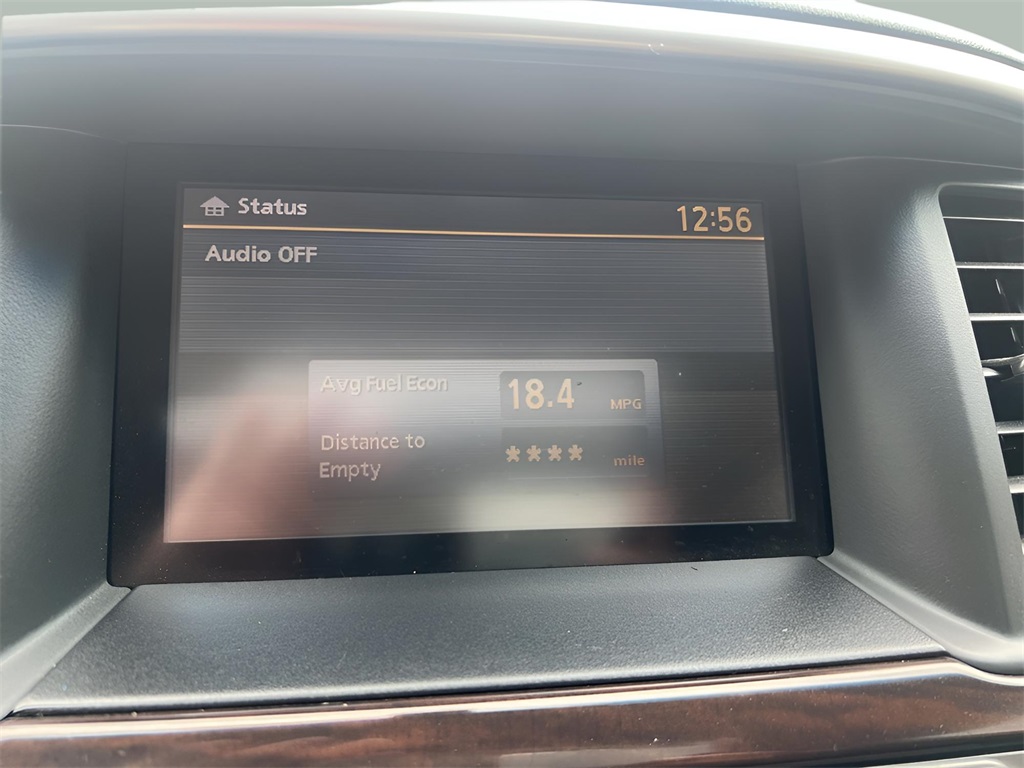 Status
12:56
Audio OFF
Avg Fuel Econ
18.4 MPG
Distance to
Empty
**** mile